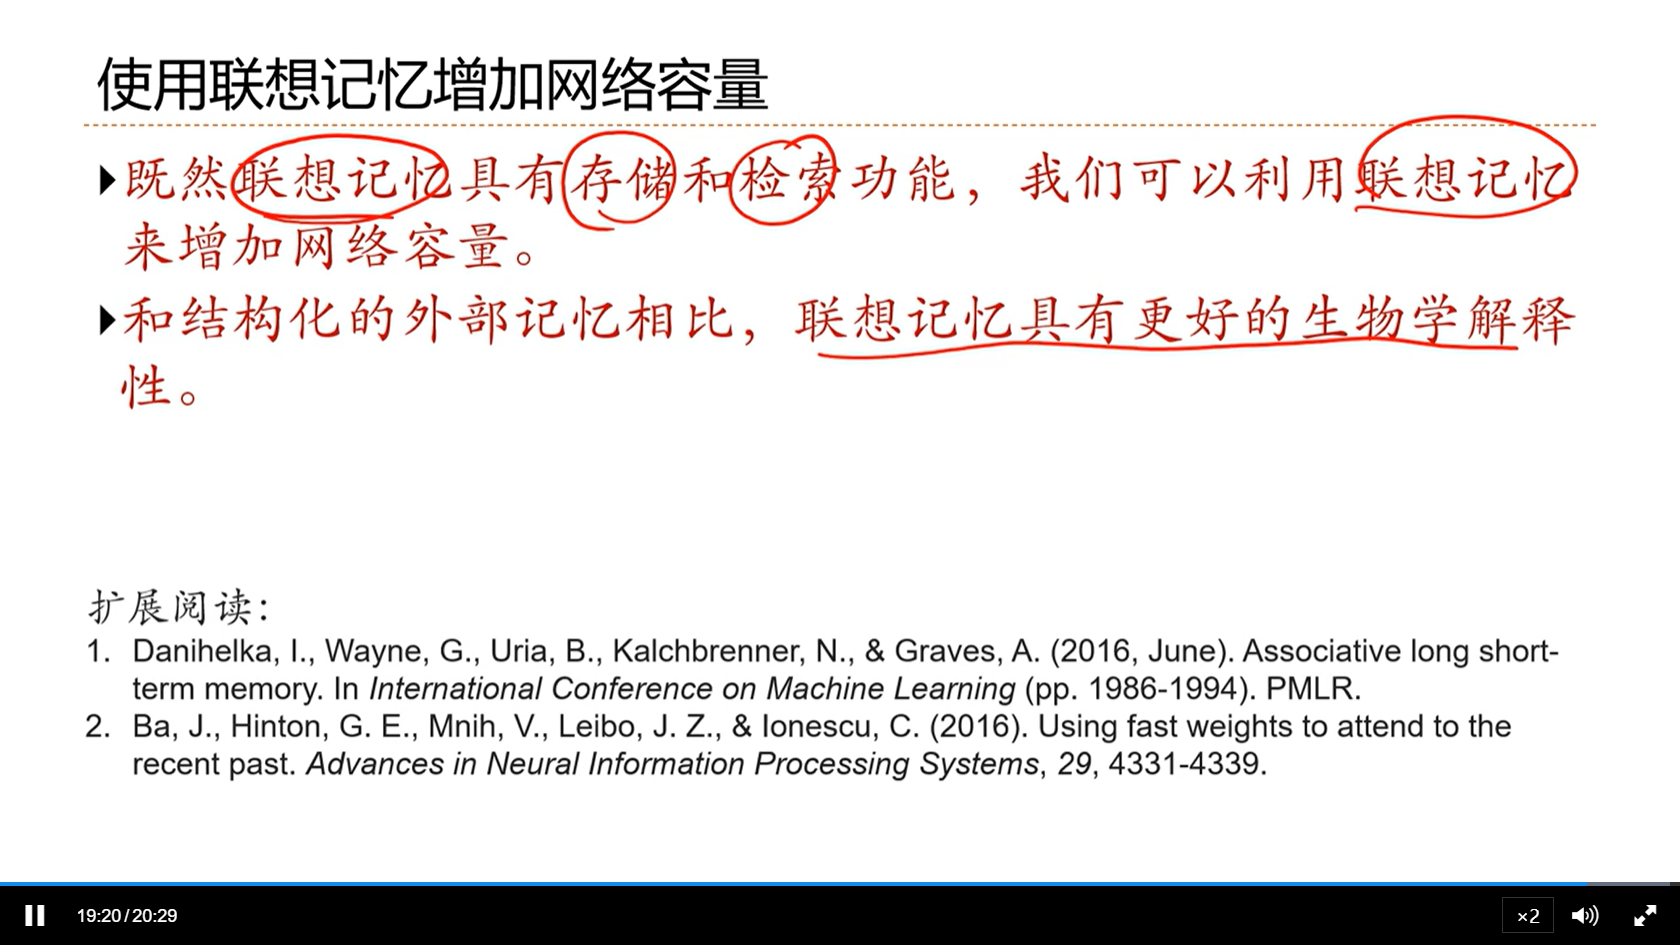 使用联想记忆增加网络容量
既然联想记忆具有存储和检索功能，我们可以利用联想记忆
来增加网络容量。
和结构化的外部记忆相比，联想记忆具有更好的生物学解释
性。
扩展阅读：
1. Danihelka, I., Wayne, G., Uria, B., Kalchbrenner, N., & Graves, A. (2016, June). Associative long short-
term memory. In International Conference on Machine Learning (pp. 1986-1994). PMLR.
2. Ba, J., Hinton, G. E., Mnih, V., Leibo, J. Z., & Ionescu, C. (2016). Using fast weights to attend to the
recent past. Advances in Neural Information Processing Systems, 29, 4331-4339.
19:20/20:29 ×2